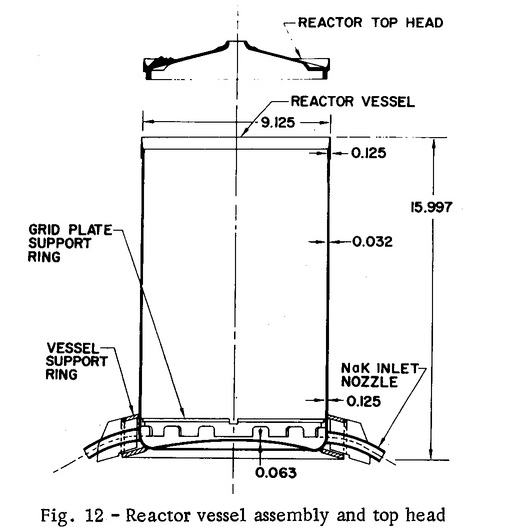 REACTOR TOP HEAD
REACTOR VESSEL
9.125
0.125
15.997
GRID PLATE
SUPPORT
RING
0.032
VESSEL
SUPPORT
RING
NaK INLET
NOZZLE
0.125
0.063
Fig. 12 - Reactor vessel assembly and top head